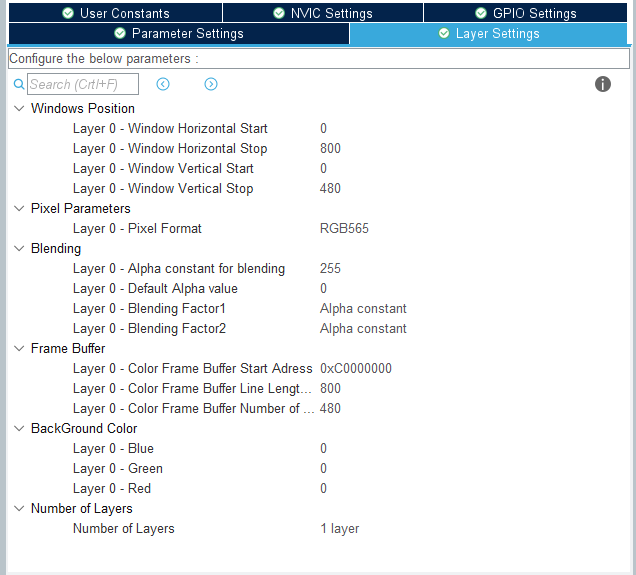 User Constants NVIC Settings GPIO Settings
Parameter Settings Layer Settings
Configure the below parameters :
Search (CrtI+F)
Windows Position
Layer 0 - Window Horizontal Start 0
Layer 0 - Window Horizontal Stop 800
Layer 0 - Window Vertical Start 0
Layer 0 - Window Vertical Stop 480
Pixel Parameters
Layer 0 - Pixel Format RGB565
Blending
Layer 0 - Alpha constant for blending 255
Layer 0 - Default Alpha value 0
Layer 0 - Blending Factor1 Alpha constant
Layer 0 - Blending Factor2 Alpha constant
Frame Buffer
Layer 0 - Color Frame Buffer Start Adress 0xC0000000
Layer 0 - Color Frame Buffer Line Lengt... 800
Layer 0 - Color Frame Buffer Number of ... 480
BackGround Color
Layer 0 - Blue 0
Layer 0 - Green 0
Layer 0 - Red 0
Number of Layers
Number of Layers 1 layer